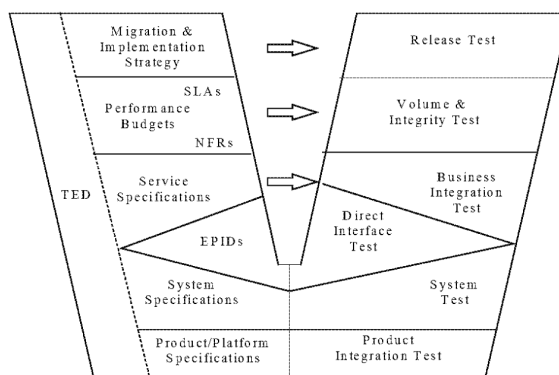 Migration &
Implementation
Strategy
SLAs
Performance
Budgets
NFRs
Service
Specifications
TED
EPIDs
System
Specifications
Product/Platform
Specifications
Release Test
Volume &
Integrity Test
Business
Integration
Test
Direct
Interface
Test
System
Test
Product
Integration Test